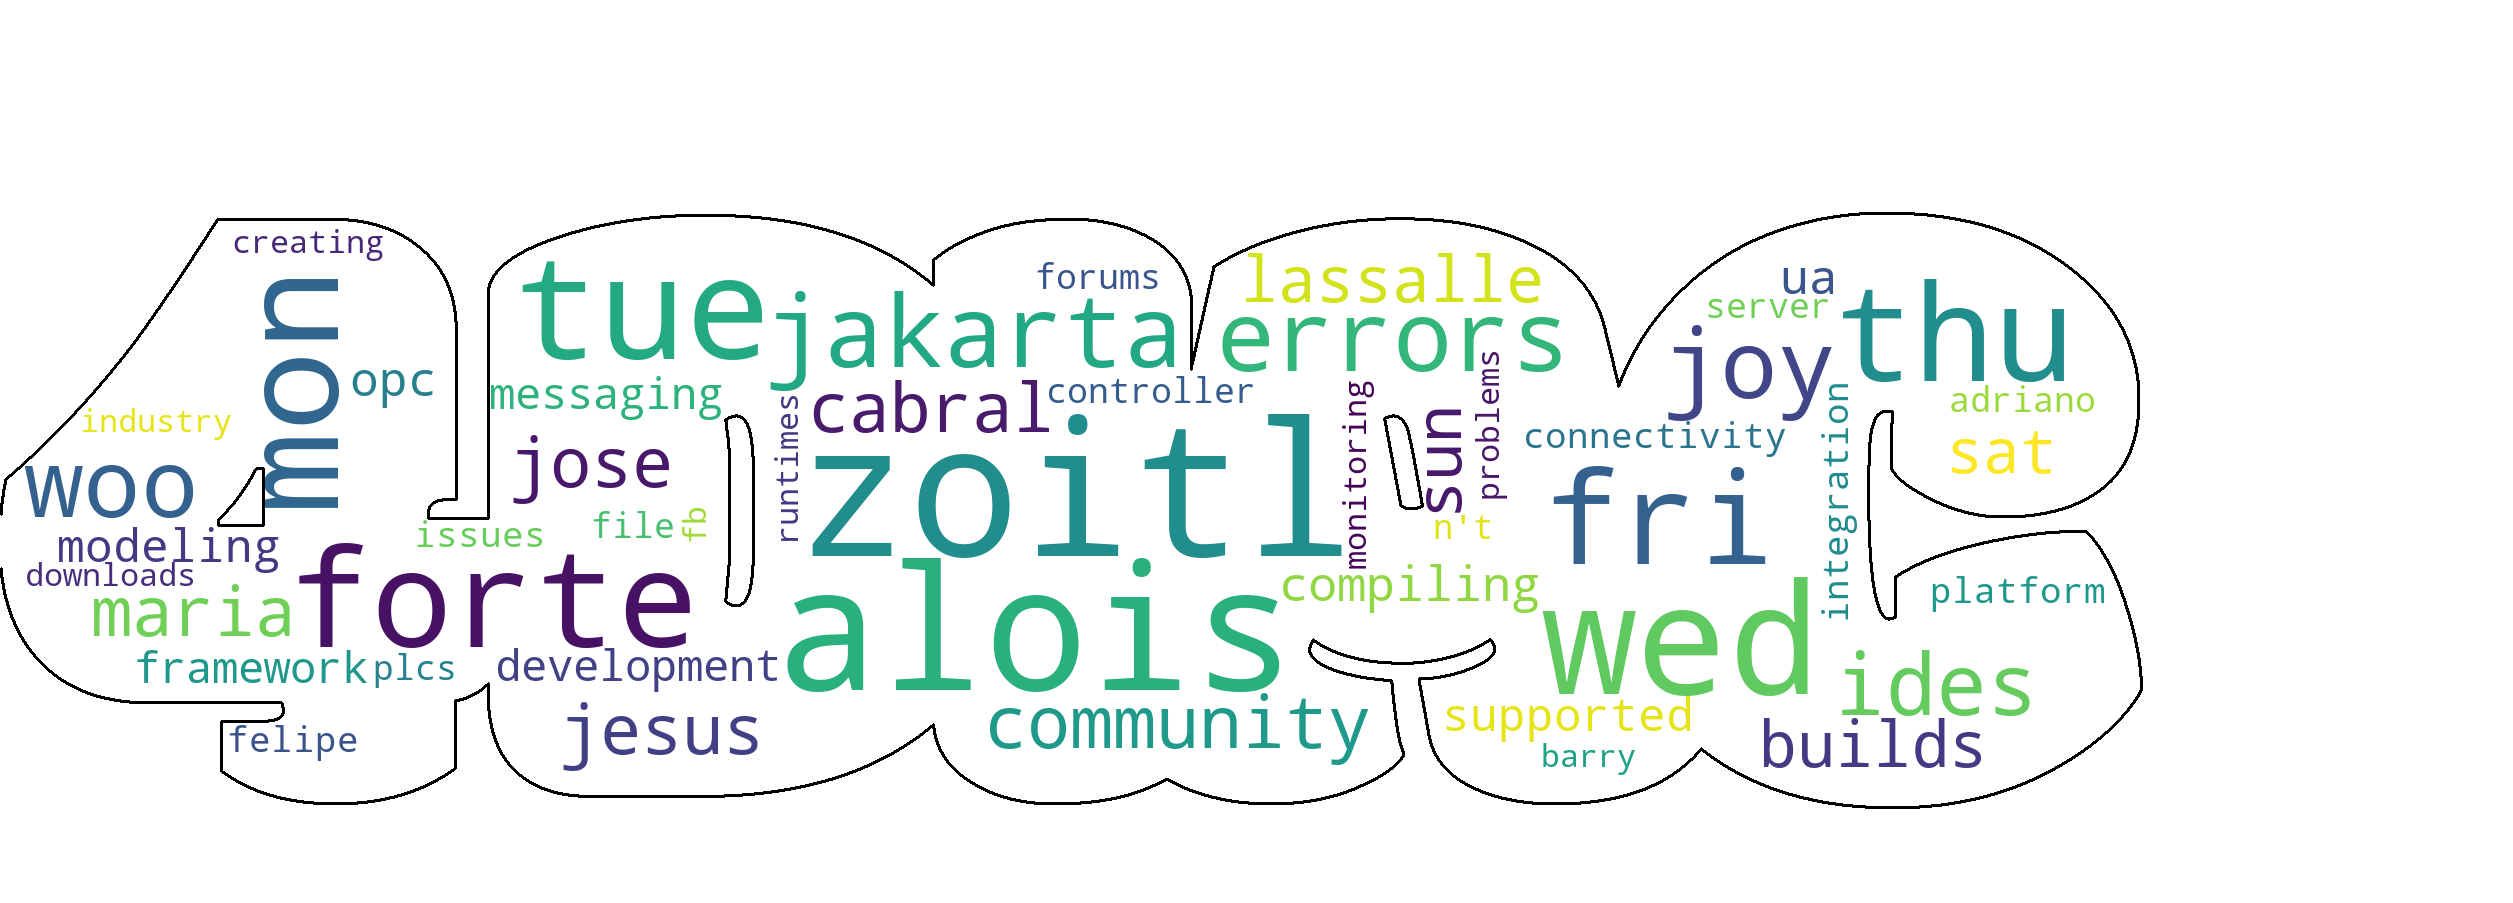 creating
mon
opc
industry
woo
modeling
downloads
maria
framework
plcs
felipe
forte
issues
file
fb
jose
messaging
tue
jakarta
forums
cabral
controller
runtimes
zoitl
alois
development
jesus
community
lassalle
errors
monitoring
sun
problems
n't
compiling
connectivity
fri
wed
supported
barry
ua
server
joy
thu
adriano
sat
integration
platform
ides
builds